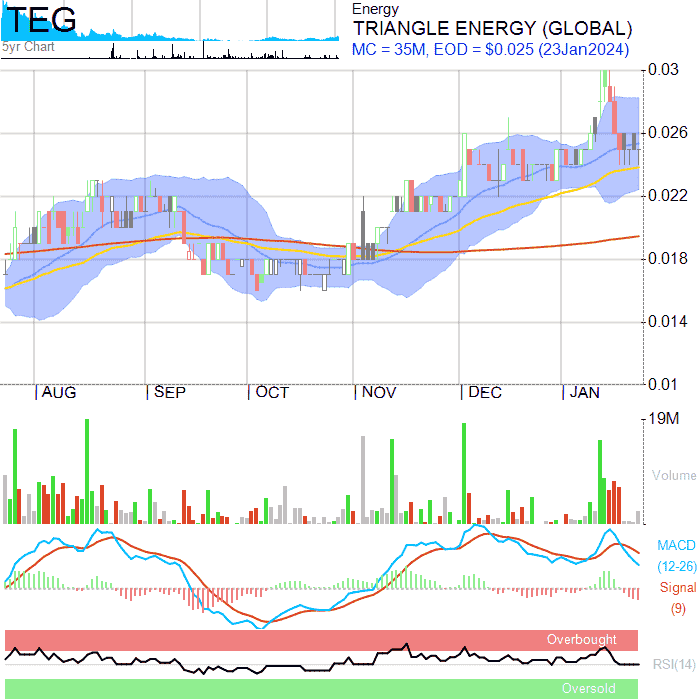 TEG
5yr Chart
Energy
TRIANGLE ENERGY (GLOBAL)
MC = 35M, EOD = $0.025 (23Jan2024)
0.03
0.026
0.022
0.018
0.014
0.01
AUG SEP OCT NOV DEC JAN
19M
Volume
MACD
(12-26)
Signal
(9)
Overbought
RSI(14)
Oversold